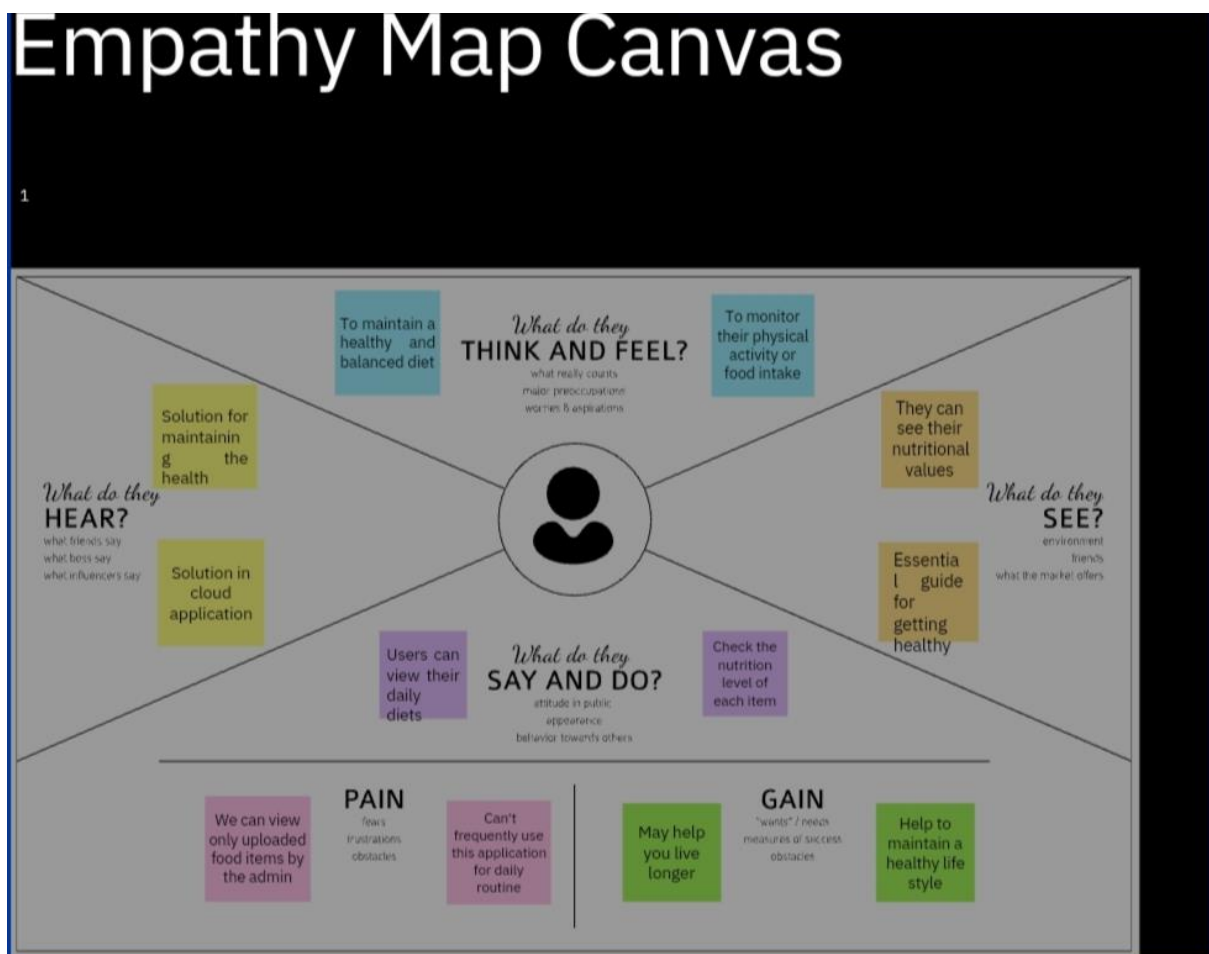 Empathy Map Canvas
1
To maintain a
healthy and
balanced diet
What do they
THINK AND FEEL?
what really counts
major preoccupations
worries & aspirations
To monitor
their physical
activity or
food intake
Solution for
maintainin
g the
health
What do they
HEAR?
what friends say
what boss say
what influencers say
Solution in
cloud
application
They can
see their
nutritional
values
What do they
SEE?
environment
friends
what the market offers
Essentia
l guide
for
getting
healthy
Users can
view their
daily
diets
What do they
SAY AND DO?
attitude in public
appearance
behavior towards others
Check the
nutrition
level of
each item
PAIN
fears
frustrations
obstacles
We can view
only uploaded
food items by
the admin
Can't
frequently use
this application
for daily
routine
GAIN
"wants" / needs
measures of success
obstacles
May help
you live
longer
Help to
maintain a
healthy life
style